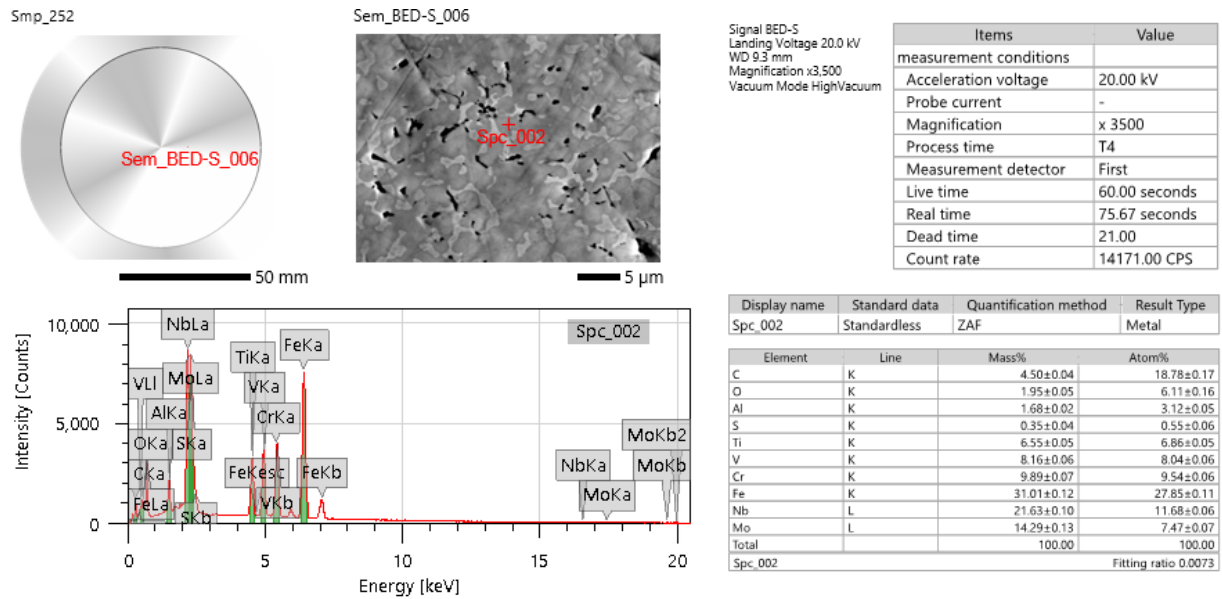 Smp_252
Sem_BED-S_006
50 mm
Sem_BED-S_006
Spc_002
5 µm
Signal BED-S
Landing Voltage 20.0 kV
WD 9.3 mm
Magnification x3,500
Vacuum Mode HighVacuum
Items Value
measurement conditions
Acceleration voltage 20.00 kV
Probe current -
Magnification x 3500
Process time T4
Measurement detector First
Live time 60.00 seconds
Real time 75.67 seconds
Dead time 21.00
Count rate 14171.00 CPS
Intensity [Counts]
10,000
5,000
0
NbLa
VLl
MoLa
AlKa
OKa
SKa
CKa
FeLa
SKb
TiKa
VKa
CrKa
FeKesc
VKb
FeKa
FeKb
Spc_002
MoKb2
NbKa
MoKb
MoKa
0 5 10 15 20
Energy [keV]
Display name Standard data Quantification method Result Type
Spc_002 Standardless ZAF Metal
Element Line Mass% Atom%
C K 4.50±0.04 18.78±0.17
O K 1.95±0.05 6.11±0.16
Al K 1.68±0.02 3.12±0.05
S K 0.35±0.04 0.55±0.06
Ti K 6.55±0.05 6.86±0.05
V K 8.16±0.06 8.04±0.06
Cr K 9.89±0.07 9.54±0.06
Fe K 31.01±0.12 27.85±0.11
Nb L 21.63±0.10 11.68±0.06
Mo L 14.29±0.13 7.47±0.07
Total 100.00 100.00
Spc_002 Fitting ratio 0.0073